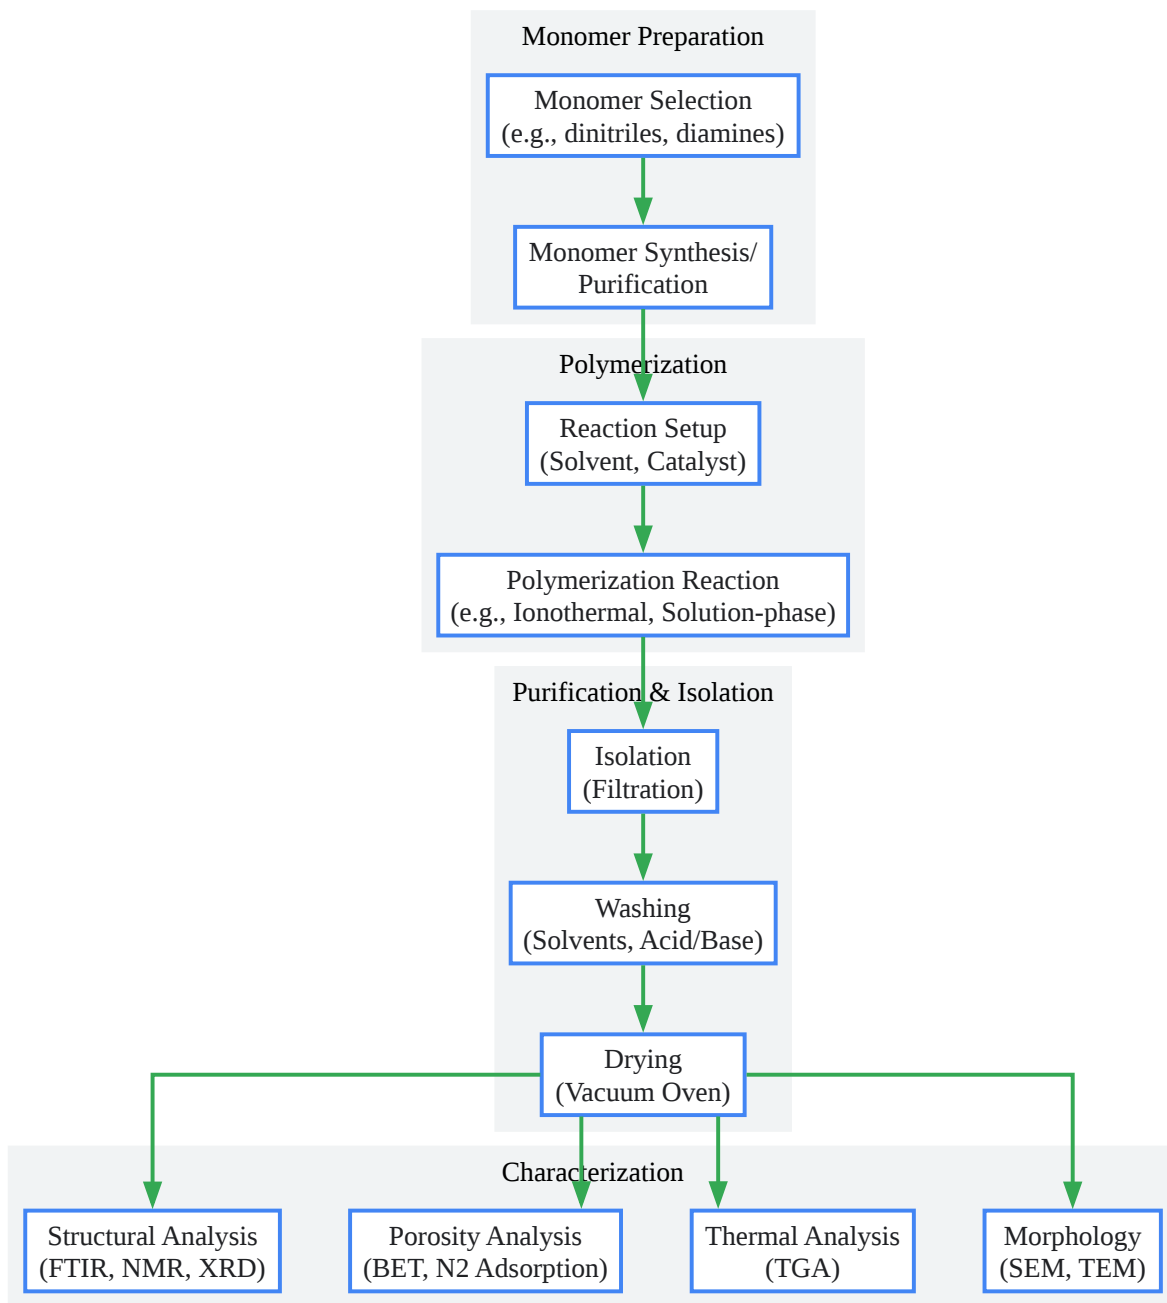 Monomer Preparation
Monomer Selection
(e.g., dinitriles, diamines)
Monomer Synthesis/
Purification
Polymerization
Reaction Setup
(Solvent, Catalyst)
Polymerization Reaction
(e.g., Ionothermal, Solution-phase)
Purification & Isolation
Isolation
(Filtration)
Washing
(Solvents, Acid/Base)
Drying
(Vacuum Oven)
Characterization
Structural Analysis
(FTIR, NMR, XRD)
Porosity Analysis
(BET, N2 Adsorption)
Thermal Analysis
(TGA)
Morphology
(SEM, TEM)